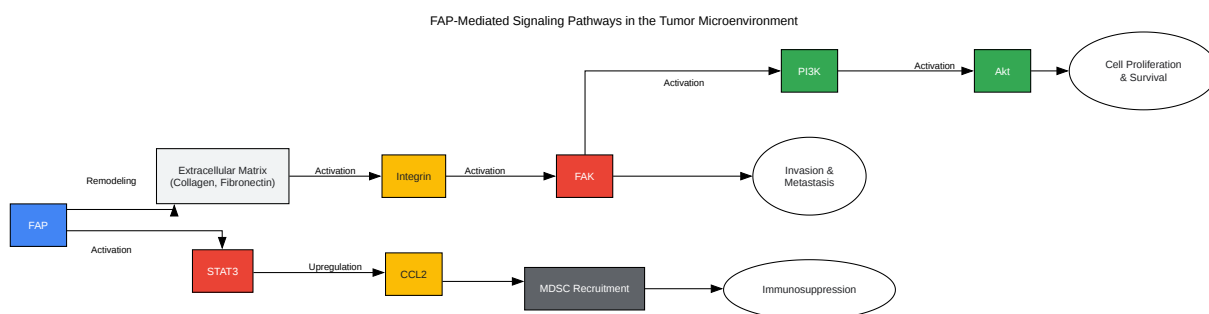 FAP-Mediated Signaling Pathways in the Tumor Microenvironment
PI3K
Activation
Akt
Cell Proliferation
& Survival
Activation
Extracellular Matrix
(Collagen, Fibronectin)
Remodeling
Activation
Integrin
Activation
FAK
Invasion &
Metastasis
FAP
Activation
STAT3
Upregulation
CCL2
MDSC Recruitment
Immunosuppression